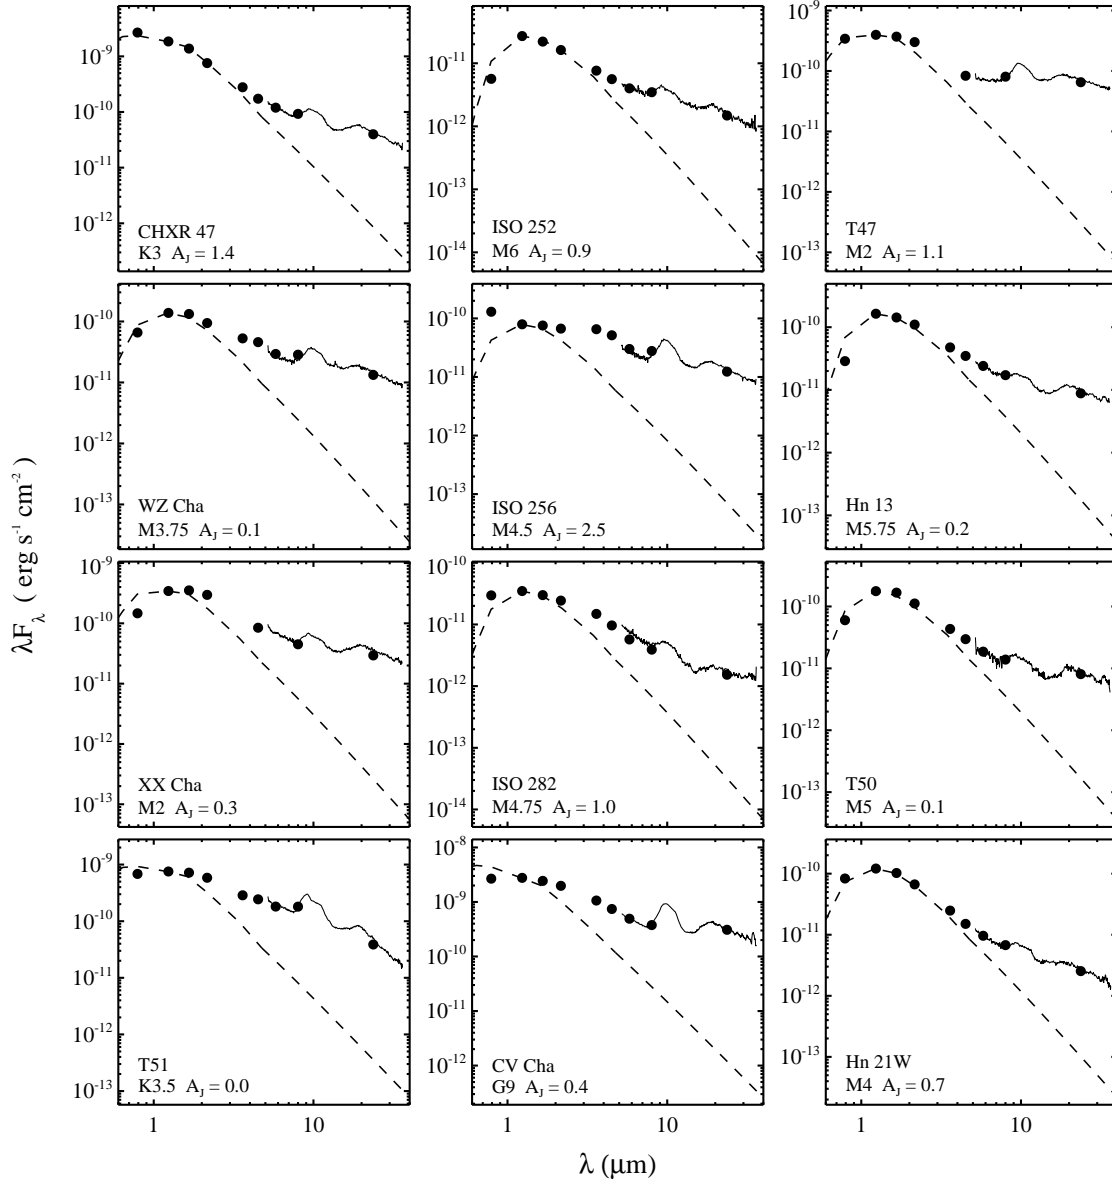 10⁻⁹
10⁻¹⁰
10⁻¹¹
10⁻¹²
CHXR 47
K3 A_J = 1.4
10⁻¹¹
10⁻¹²
10⁻¹³
10⁻¹⁴
ISO 252
M6 A_J = 0.9
10⁻⁹
10⁻¹⁰
10⁻¹¹
10⁻¹²
10⁻¹³
T47
M2 A_J = 1.1
10⁻¹⁰
10⁻¹¹
10⁻¹²
10⁻¹³
WZ Cha
M3.75 A_J = 0.1
10⁻¹⁰
10⁻¹¹
10⁻¹²
10⁻¹³
ISO 256
M4.5 A_J = 2.5
10⁻¹⁰
10⁻¹¹
10⁻¹²
10⁻¹³
Hn 13
M5.75 A_J = 0.2
λF_λ ( erg s⁻¹ cm⁻²)
10⁻⁹
10⁻¹⁰
10⁻¹¹
10⁻¹²
10⁻¹³
XX Cha
M2 A_J = 0.3
10⁻¹⁰
10⁻¹¹
10⁻¹²
10⁻¹³
10⁻¹⁴
ISO 282
M4.75 A_J = 1.0
10⁻¹⁰
10⁻¹¹
10⁻¹²
10⁻¹³
T50
M5 A_J = 0.1
10⁻⁹
10⁻¹⁰
10⁻¹¹
10⁻¹²
10⁻¹³
T51
K3.5 A_J = 0.0
10⁻⁸
10⁻⁹
10⁻¹⁰
10⁻¹¹
10⁻¹²
CV Cha
G9 A_J = 0.4
10⁻¹⁰
10⁻¹¹
10⁻¹²
10⁻¹³
Hn 21W
M4 A_J = 0.7
1 10
1 10
1 10
λ (μm)